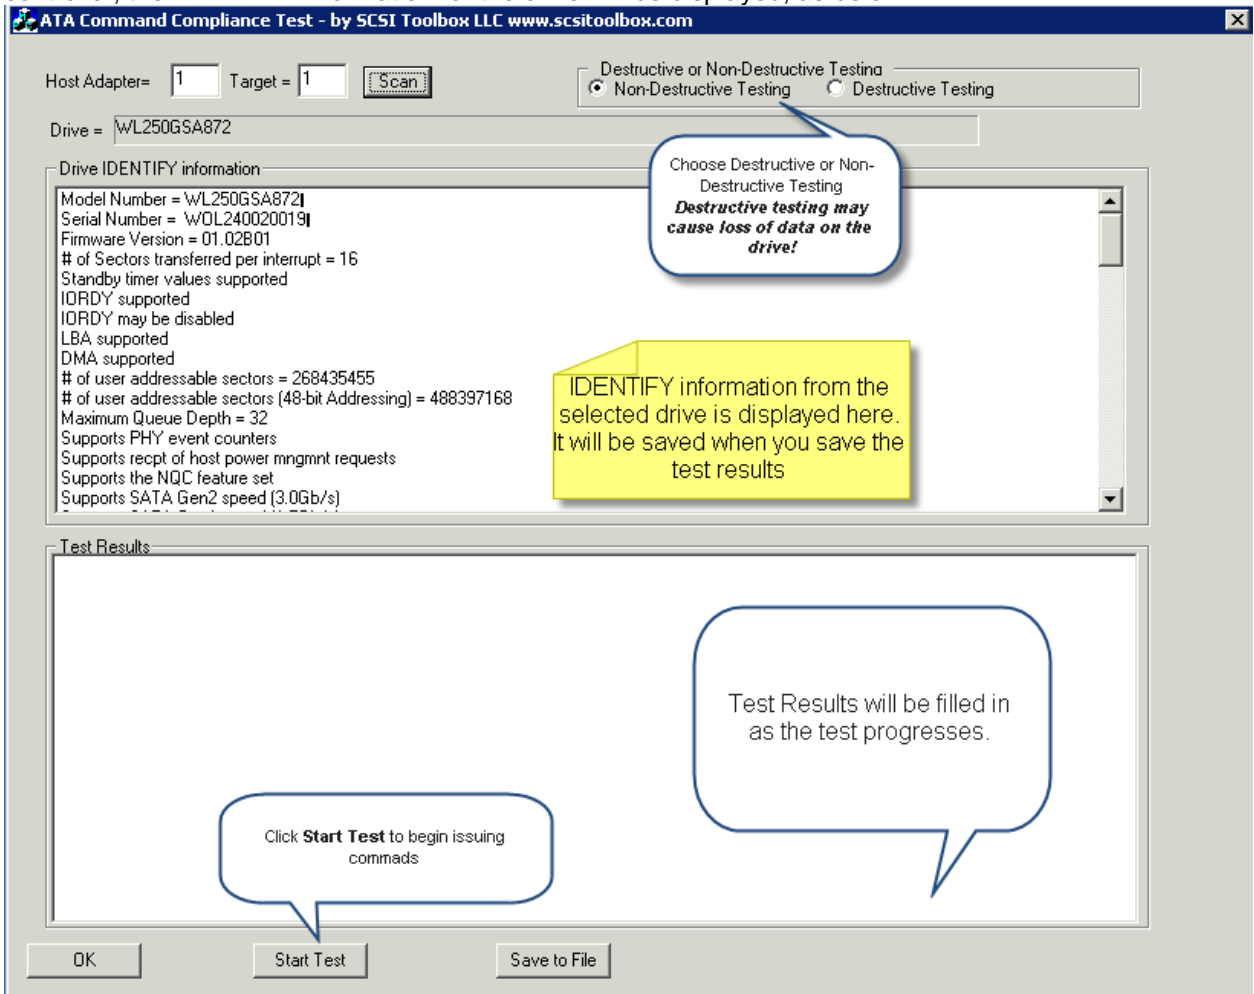 ATA Command Compliance Test - by SCSI Toolbox LLC www.scsitoolbox.com
Host Adapter= 1 Target = 1 Scan
Destructive or Non-Destructive Testing
Non-Destructive Testing Destructive Testing
Drive = WL250GSA872
Choose Destructive or Non-
Destructive Testing
Destructive testing may
cause loss of data on the
drive!
Drive IDENTIFY information
Model Number = WL250GSA872
Serial Number = WOL240020019
Firmware Version = 01.02B01
# of Sectors transferred per interrupt = 16
Standby timer values supported
IORDY supported
IORDY may be disabled
LBA supported
DMA supported
# of user addressable sectors = 268435455
# of user addressable sectors (48-bit Addressing) = 488397168
Maximum Queue Depth = 32
Supports PHY event counters
Supports recpt of host power mngmnt requests
Supports the NQC feature set
Supports SATA Gen2 speed (3.0Gb/s)
IDENTIFY information from the
selected drive is displayed here.
It will be saved when you save the
test results
Test Results
Test Results will be filled in
as the test progresses.
Click Start Test to begin issuing
commads
OK Start Test Save to File